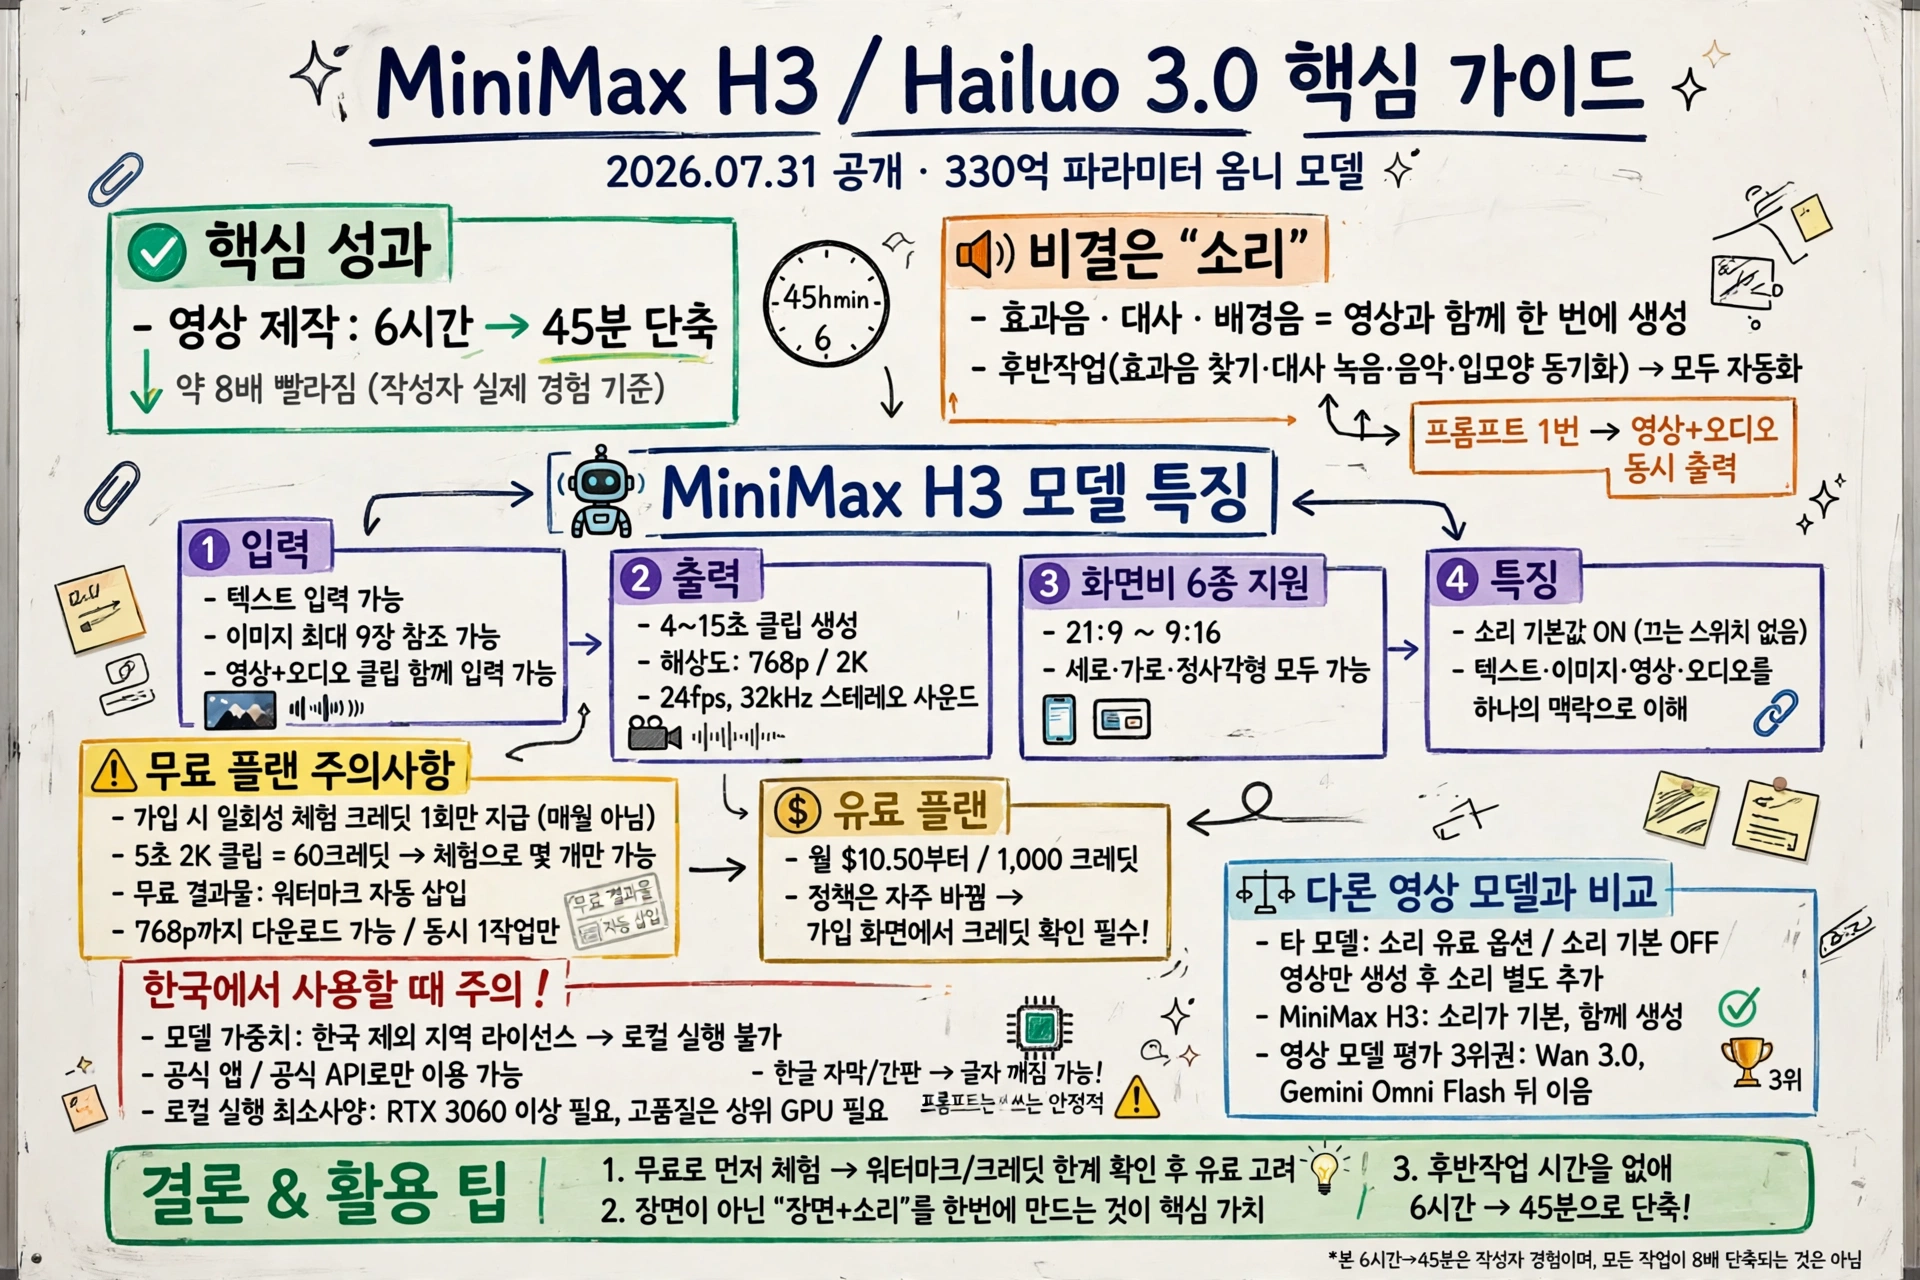 MiniMax H3 / Hailuo 3.0 핵심 가이드
2026.07.31 공개 · 330억 파라미터 옴니 모델
핵심 성과
- 영상 제작: 6시간 → 45분 단축
약 8배 빨라짐 (작성자 실제 경험 기준)
45hmin
6
비결은 “소리”
- 효과음 · 대사 · 배경음 = 영상과 함께 한 번에 생성
- 후반작업(효과음 찾기·대사 녹음·음악·입모양 동기화) → 모두 자동화
프롬프트 1번 → 영상+오디오
동시 출력
MiniMax H3 모델 특징
1 입력
- 텍스트 입력 가능
- 이미지 최대 9장 참조 가능
- 영상+오디오 클립 함께 입력 가능
2 출력
- 4~15초 클립 생성
- 해상도: 768p / 2K
- 24fps, 32kHz 스테레오 사운드
3 화면비 6종 지원
- 21:9 ~ 9:16
- 세로·가로·정사각형 모두 가능
4 특징
- 소리 기본값 ON (끄는 스위치 없음)
- 텍스트·이미지·영상·오디오를
하나의 맥락으로 이해
무료 플랜 주의사항
- 가입 시 일회성 체험 크레딧 1회만 지급 (매월 아님)
- 5초 2K 클립 = 60크레딧 → 체험으로 몇 개만 가능
- 무료 결과물: 워터마크 자동 삽입
- 768p까지 다운로드 가능 / 동시 1작업만
무료 결과물
자동 삽입
$ 유료 플랜
- 월 $10.50부터 / 1,000 크레딧
- 정책은 자주 바뀜 →
가입 화면에서 크레딧 확인 필수!
다른 영상 모델과 비교
- 타 모델: 소리 유료 옵션 / 소리 기본 OFF
영상만 생성 후 소리 별도 추가
- MiniMax H3: 소리가 기본, 함께 생성
- 영상 모델 평가 3위권: Wan 3.0,
Gemini Omni Flash 뒤 이음
3위
한국에서 사용할 때 주의!
- 모델 가중치: 한국 제외 지역 라이선스 → 로컬 실행 불가
- 공식 앱 / 공식 API로만 이용 가능
- 로컬 실행 최소사양: RTX 3060 이상 필요, 고품질은 상위 GPU 필요
- 한글 자막/간판 → 글자 깨짐 가능!
프롬프트는 쓰는 안정적
결론 & 활용 팁
1. 무료로 먼저 체험 → 워터마크/크레딧 한계 확인 후 유료 고려
2. 장면이 아닌 “장면+소리”를 한번에 만드는 것이 핵심 가치
3. 후반작업 시간을 없애
6시간 → 45분으로 단축!
*본 6시간→45분은 작성자 경험이며, 모든 작업이 8배 단축되는 것은 아님